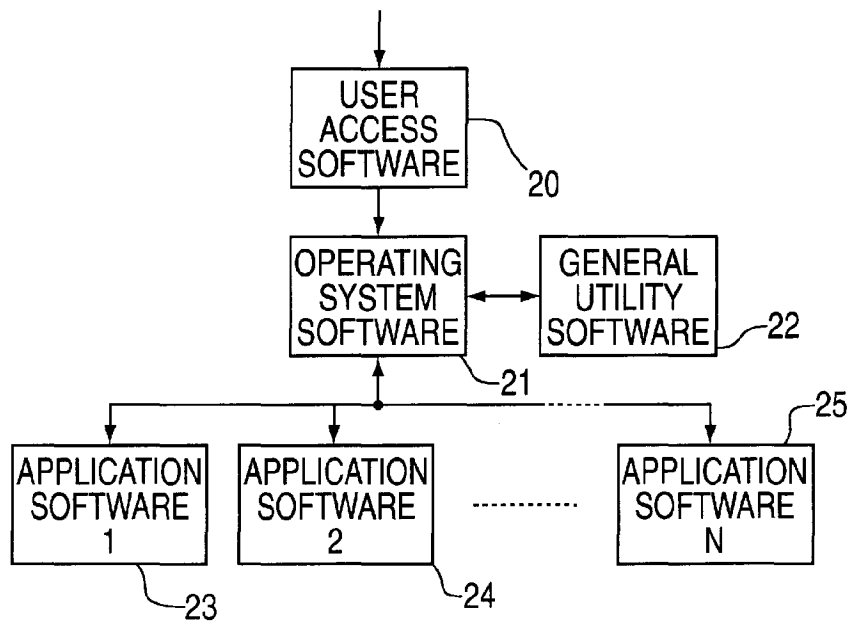 USER
ACCESS
SOFTWARE
20
OPERATING
SYSTEM
SOFTWARE
21
GENERAL
UTILITY
SOFTWARE
22
APPLICATION
SOFTWARE
1
23
APPLICATION
SOFTWARE
2
24
25
APPLICATION
SOFTWARE
N